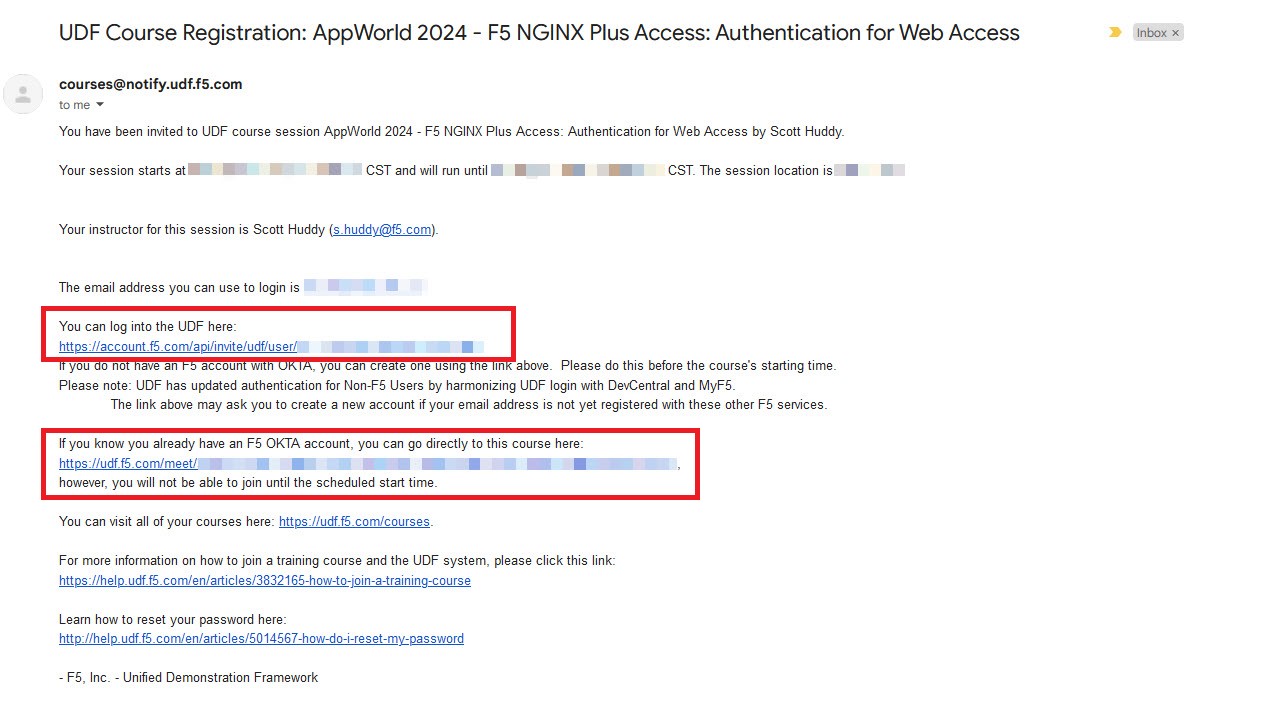 UDF Course Registration: AppWorld 2024 - F5 NGINX Plus Access: Authentication for Web Access
Inbox ×
courses@notify.udf.f5.com
to me
You have been invited to UDF course session AppWorld 2024 - F5 NGINX Plus Access: Authentication for Web Access by Scott Huddy.
Your session starts at CST and will run until CST. The session location is
Your instructor for this session is Scott Huddy (s.huddy@f5.com).
The email address you can use to login is
You can log into the UDF here:
https://account.f5.com/api/invite/udf/user/
If you do not have an F5 account with OKTA, you can create one using the link above.  Please do this before the course's starting time.
Please note: UDF has updated authentication for Non-F5 Users by harmonizing UDF login with DevCentral and MyF5.
The link above may ask you to create a new account if your email address is not yet registered with these other F5 services.
If you know you already have an F5 OKTA account, you can go directly to this course here:
https://udf.f5.com/meet/ ,
however, you will not be able to join until the scheduled start time.
You can visit all of your courses here: https://udf.f5.com/courses.
For more information on how to join a training course and the UDF system, please click this link:
https://help.udf.f5.com/en/articles/3832165-how-to-join-a-training-course
Learn how to reset your password here:
http://help.udf.f5.com/en/articles/5014567-how-do-i-reset-my-password
- F5, Inc. - Unified Demonstration Framework